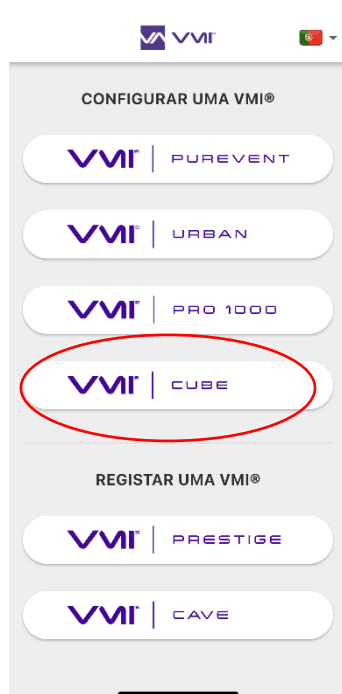 VMI®
CONFIGURAR UMA VMI®
VMI® | PUREVENT
VMI® | URBAN
VMI® | PRO 1000
VMI® | CUBE
REGISTAR UMA VMI®
VMI® | PRESTIGE
VMI® | CAVE